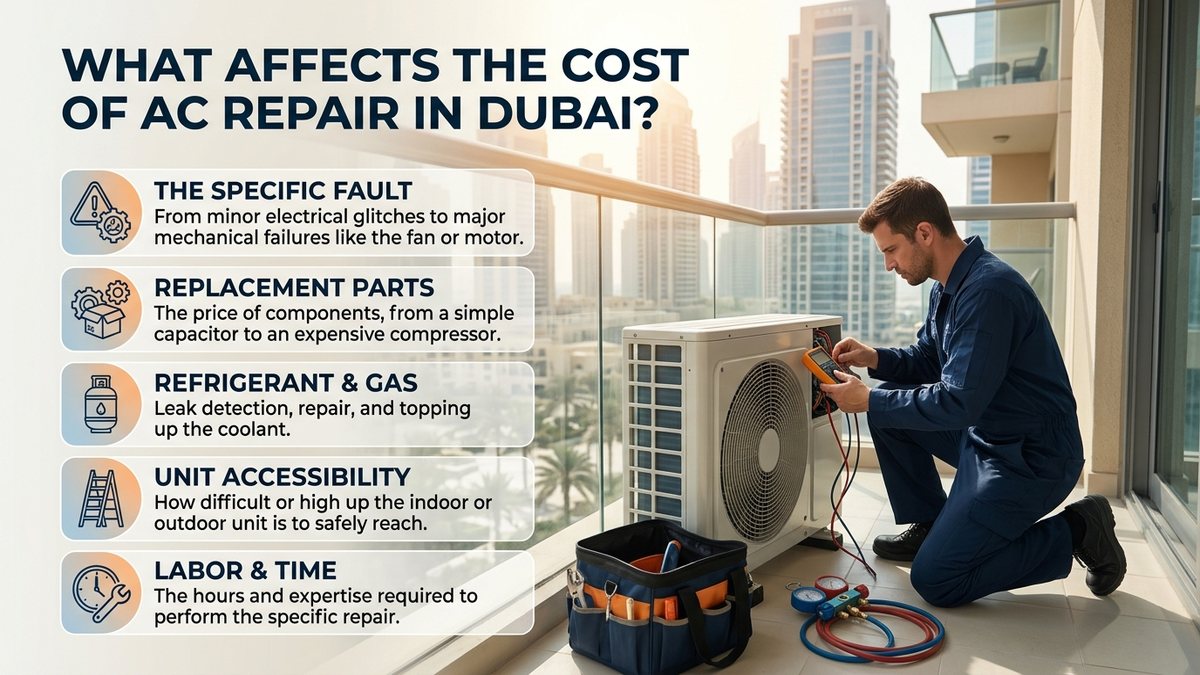 WHAT AFFECTS THE COST
OF AC REPAIR IN DUBAI?
THE SPECIFIC FAULT
From minor electrical glitches to major
mechanical failures like the fan or motor.
REPLACEMENT PARTS
The price of components, from a simple
capacitor to an expensive compressor.
REFRIGERANT & GAS
Leak detection, repair, and topping
up the coolant.
UNIT ACCESSIBILITY
How difficult or high up the indoor or
outdoor unit is to safely reach.
LABOR & TIME
The hours and expertise required to
perform the specific repair.